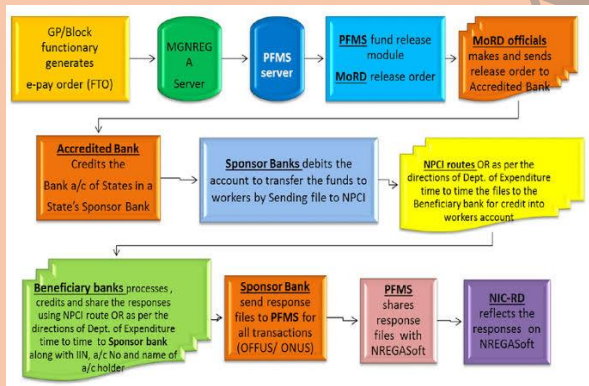 GP/Block
functionary
generates
e-pay order (FTO)
MGNREG
A
Server
PFMS
server
PFMS fund release
module
MoRD release order
MoRD officials
makes and sends
release order to
Accredited Bank
Accredited Bank
Credits the
Bank a/c of States in a
State's Sponsor Bank
Sponsor Banks debits the
account to transfer the funds to
workers by Sending file to NPCI
NPCI routes OR as per the
directions of Dept. of Expenditure
time to time the files to the
Beneficiary bank for credit into
workers account
Beneficiary banks processes,
credits and share the responses
using NPCI route OR as per the
directions of Dept. of Expenditure
time to time to Sponsor bank
along with IIN, a/c No and name of
a/c holder
Sponsor Bank
send response
files to PFMS for
all transactions
(OFFUS/ ONUS)
PFMS
shares
response
files with
NREGASoft
NIC-RD
reflects the
responses on
NREGASoft